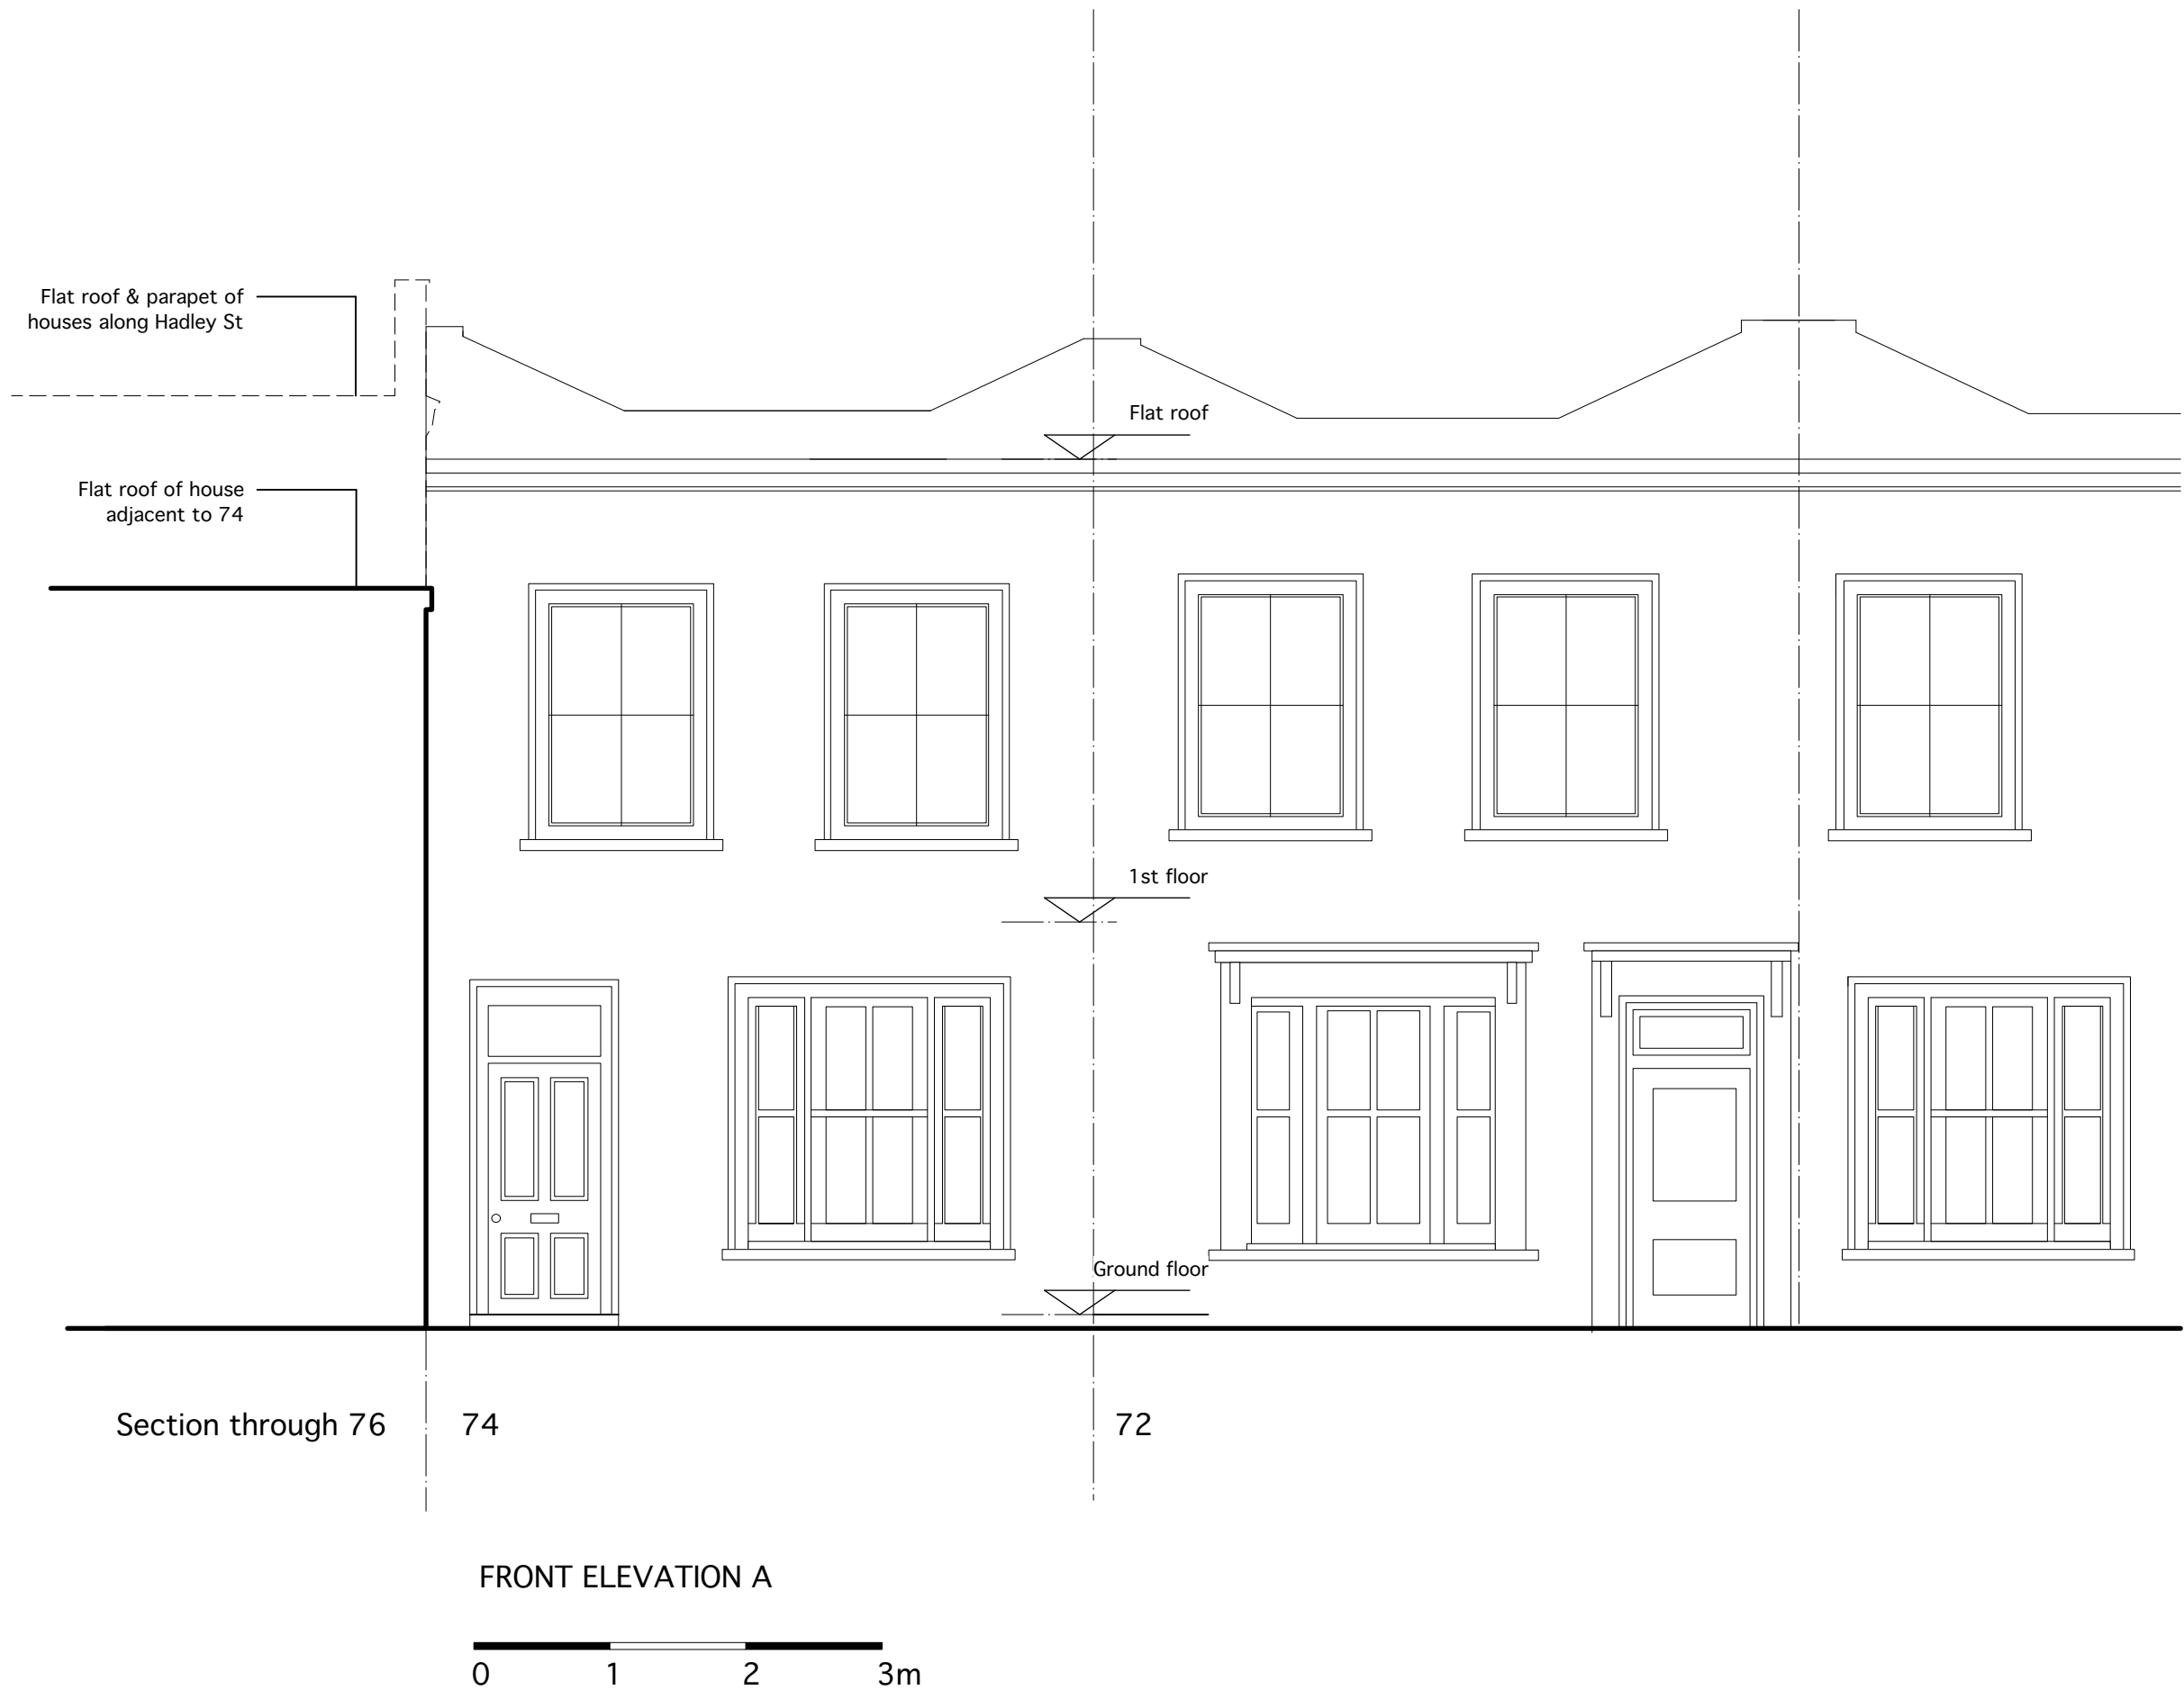 Flat roof & parapet of
houses along Hadley St
Flat roof
Flat roof of house
adjacent to 74
1st floor
Ground floor
Section through 76
74
72
FRONT ELEVATION A
0 1 2 3m